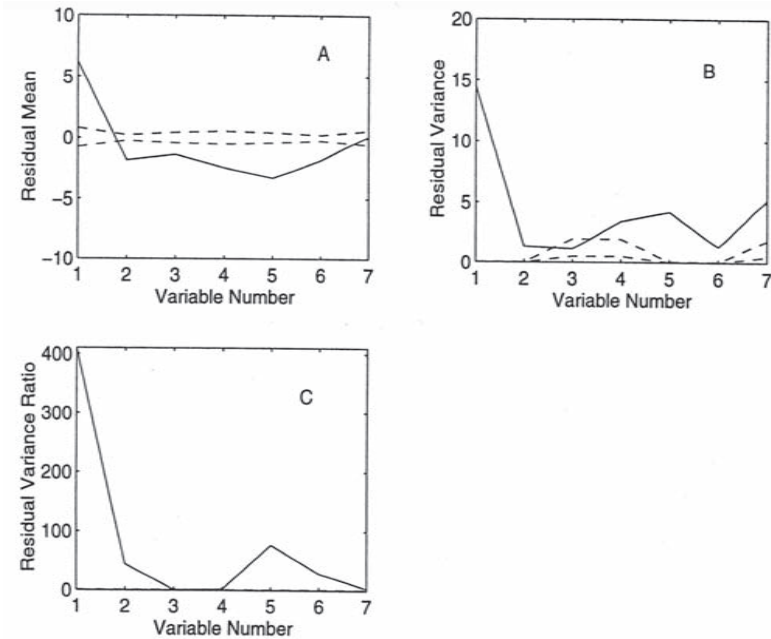 A
Residual Mean
10
5
0
−5
−10
1 2 3 4 5 6 7
Variable Number
B
Residual Variance
20
15
10
5
0
1 2 3 4 5 6 7
Variable Number
C
Residual Variance Ratio
400
300
200
100
0
1 2 3 4 5 6 7
Variable Number